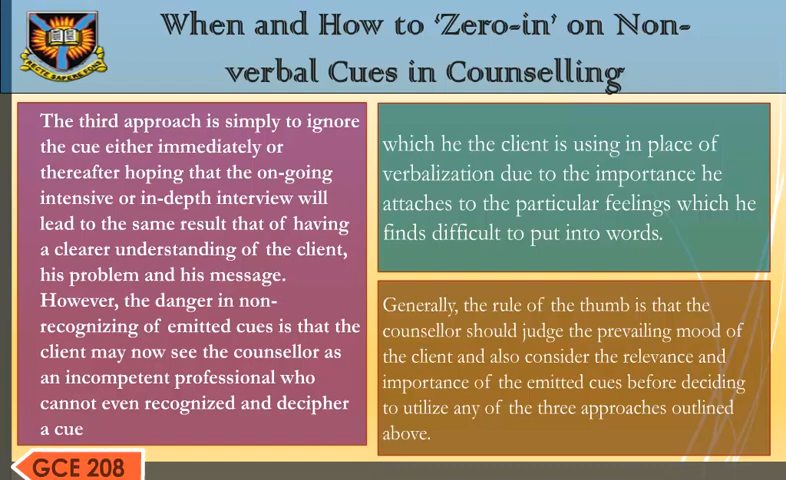 When and How to ‘Zero-in’ on Non-
verbal Cues in Counselling
RECTE SAPERE FONS
The third approach is simply to ignore
the cue either immediately or
thereafter hoping that the on-going
intensive or in-depth interview will
lead to the same result that of having
a clearer understanding of the client,
his problem and his message.
However, the danger in non-
recognizing of emitted cues is that the
client may now see the counsellor as
an incompetent professional who
cannot even recognized and decipher
a cue
which he the client is using in place of
verbalization due to the importance he
attaches to the particular feelings which he
finds difficult to put into words.
Generally, the rule of the thumb is that the
counsellor should judge the prevailing mood of
the client and also consider the relevance and
importance of the emitted cues before deciding
to utilize any of the three approaches outlined
above.
GCE 208